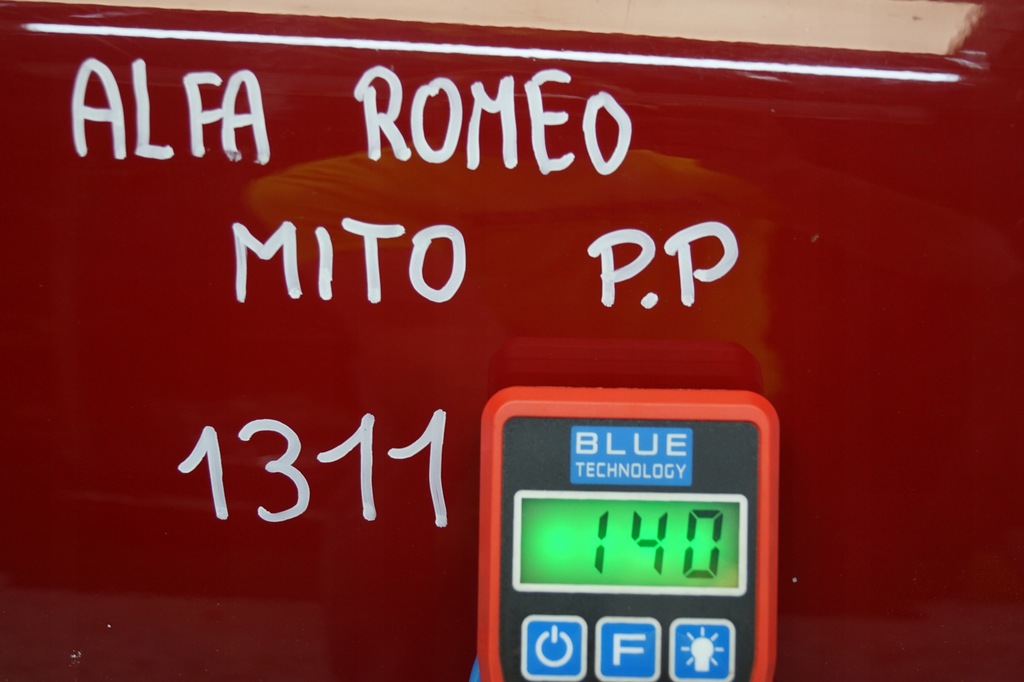 ALFA ROMEO
MITO P.P
1311
BLUE
TECHNOLOGY
140
F